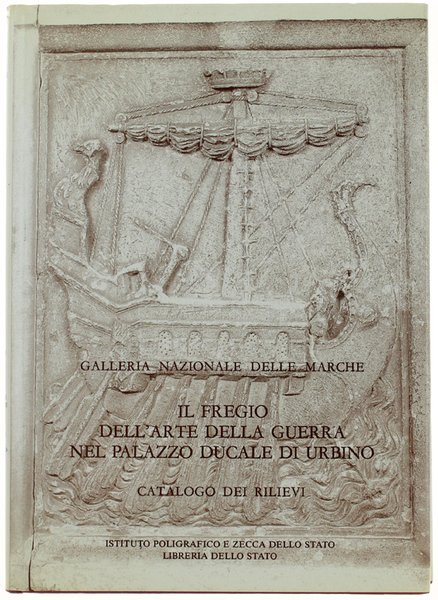 GALLERIA NAZIONALE DELLE MARCHE
IL FREGIO
DELL'ARTE DELLA GUERRA
NEL PALAZZO DUCALE DI URBINO
CATALOGO DEI RILIEVI
ISTITUTO POLIGRAFICO E ZECCA DELLO STATO
LIBRERIA DELLO STATO